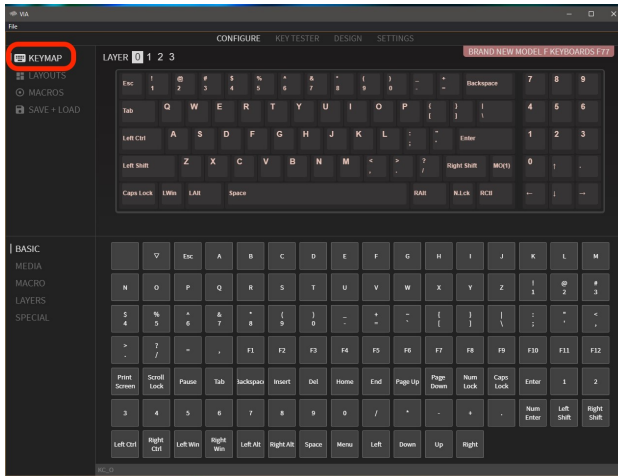 VIA
File
CONFIGURE KEY TESTER DESIGN SETTINGS
KEYMAP
LAYOUTS
MACROS
SAVE + LOAD
LAYER 0 1 2 3
BRAND NEW MODEL F KEYBOARDS F77
Esc ! 1 @ 2 # 3 $ 4 % 5 ^ 6 & 7 * 8 ( 9 ) 0 _ - + = Backspace 7 8 9
Tab Q W E R T Y U I O P { [ } ] | \ 4 5 6
Left Ctrl A S D F G H J K L : ; " ' Enter 1 2 3
Left Shift Z X C V B N M < , > . ? / Right Shift MO(1) 0 ↑ .
Caps Lock LWin LAlt Space RAlt N.Lck RCtl ← ↓ →
BASIC
MEDIA
MACRO
LAYERS
SPECIAL
▽ Esc A B C D E F G H I J K L M
N O P Q R S T U V W X Y Z ! 1 @ 2 # 3
$ 4 % 5 ^ 6 & 7 * 8 ( 9 ) 0 _ - + = ~ ` { [ } ] | \ : ; " ' < ,
> . ? / = , F1 F2 F3 F4 F5 F6 F7 F8 F9 F10 F11 F12
Print Screen Scroll Lock Pause Tab Backspac Insert Del Home End Page Up Page Down Num Lock Caps Lock Enter 1 2
3 4 5 6 7 8 9 0 / * - + . Num Enter Left Shift Right Shift
Left Ctrl Right Ctrl Left Win Right Win Left Alt Right Alt Space Menu Left Down Up Right
KC_O